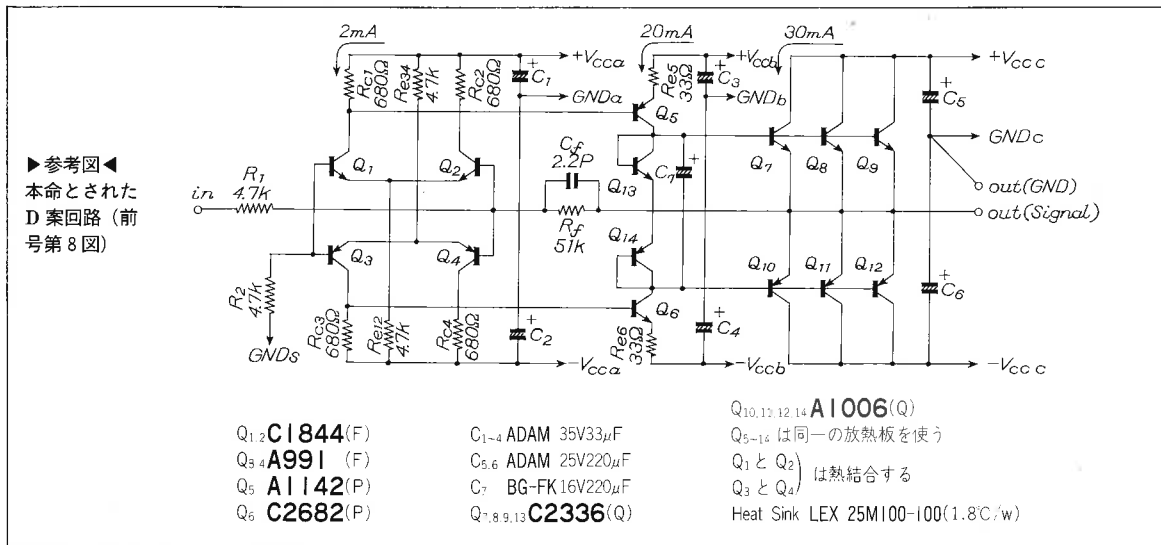 ▶参考図◀
本命とされた
D案回路（前
号第8図）
2mA
20mA
30mA
+Vcca
+Vccb
+Vccc
Rc1
680Ω
Re34
4.7k
Rc2
680Ω
C1
GNDa
Re5
33Ω
C3
GNDb
C5
GNDc
Q5
Q1
Q2
Q13
C7
Q7
Q8
Q9
R1
4.7k
in
Cf
2.2P
Rf
51k
out(GND)
out(Signal)
Q3
Q4
Q14
Q10
Q11
Q12
R2
4.7k
GNDs
Rc3
680Ω
Re12
4.7k
Rc4
680Ω
C2
Q6
Re6
33Ω
C4
C6
-Vcca
-Vccb
-Vccc
Q1.2 C1844(F)
Q3 4 A991 (F)
Q5 A1142(P)
Q6 C2682(P)
C1~4 ADAM 35V33μF
C5.6 ADAM 25V220μF
C7 BG-FK 16V220μF
Q7.8.9.13 C2336(Q)
Q10.11.12.14 A1006(Q)
Q5~14 は同一の放熱板を使う
Q1 と Q2
Q3 と Q4
は熱結合する
Heat Sink LEX 25M100-100(1.8℃/w)